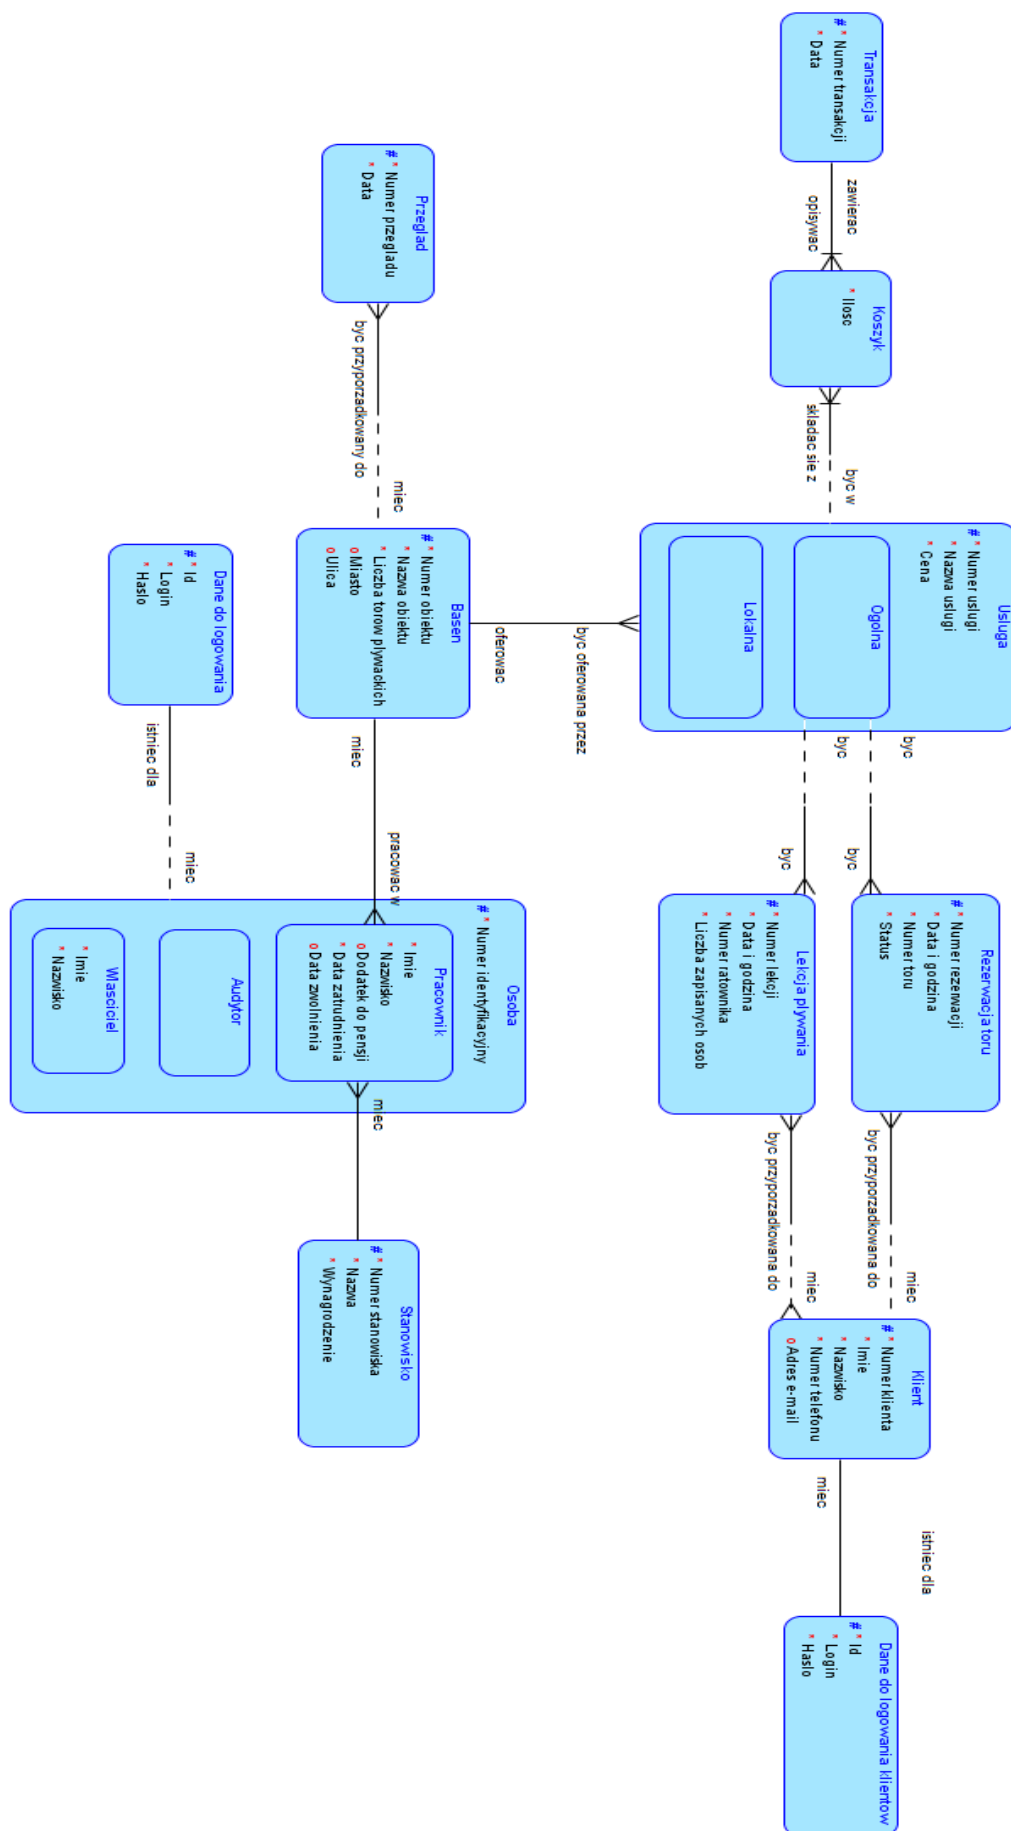 Transakcja
# * Numer transakcji
* Data
zawierac
opisywac
Koszyk
* Ilosc
skladac sie z
byc w
Usluga
# * Numer uslugi
* Nazwa uslugi
* Cena
Ogolna
Lokalna
byc
byc
byc
byc
Rezerwacja toru
# * Numer rezerwacji
* Data i godzina
* Numer toru
* Status
Lekcja plywania
# * Numer lekcji
* Data i godzina
* Numer ratownika
* Liczba zapisanych osob
byc przyporzadkowana do
miec
byc przyporzadkowana do
miec
Klient
# * Numer klienta
* Imie
* Nazwisko
* Numer telefonu
o Adres e-mail
miec
istniec dla
Dane do logowania klientow
# * Id
* Login
* Haslo
byc oferowana przez
oferowac
Przeglad
# * Numer przegladu
* Data
byc przyporzadkowany do
miec
Basen
# * Numer obiektu
* Nazwa obiektu
* Liczba torow plywackich
o Miasto
o Ulica
miec
pracowac w
Osoba
# * Numer identyfikacyjny
Pracownik
* Imie
* Nazwisko
o Dodatek do pensji
* Data zatrudnienia
o Data zwolnienia
Audytor
Wlasciciel
* Imie
* Nazwisko
miec
Stanowisko
# * Numer stanowiska
* Nazwa
* Wynagrodzenie
Dane do logowania
# * Id
* Login
* Haslo
istniec dla
miec